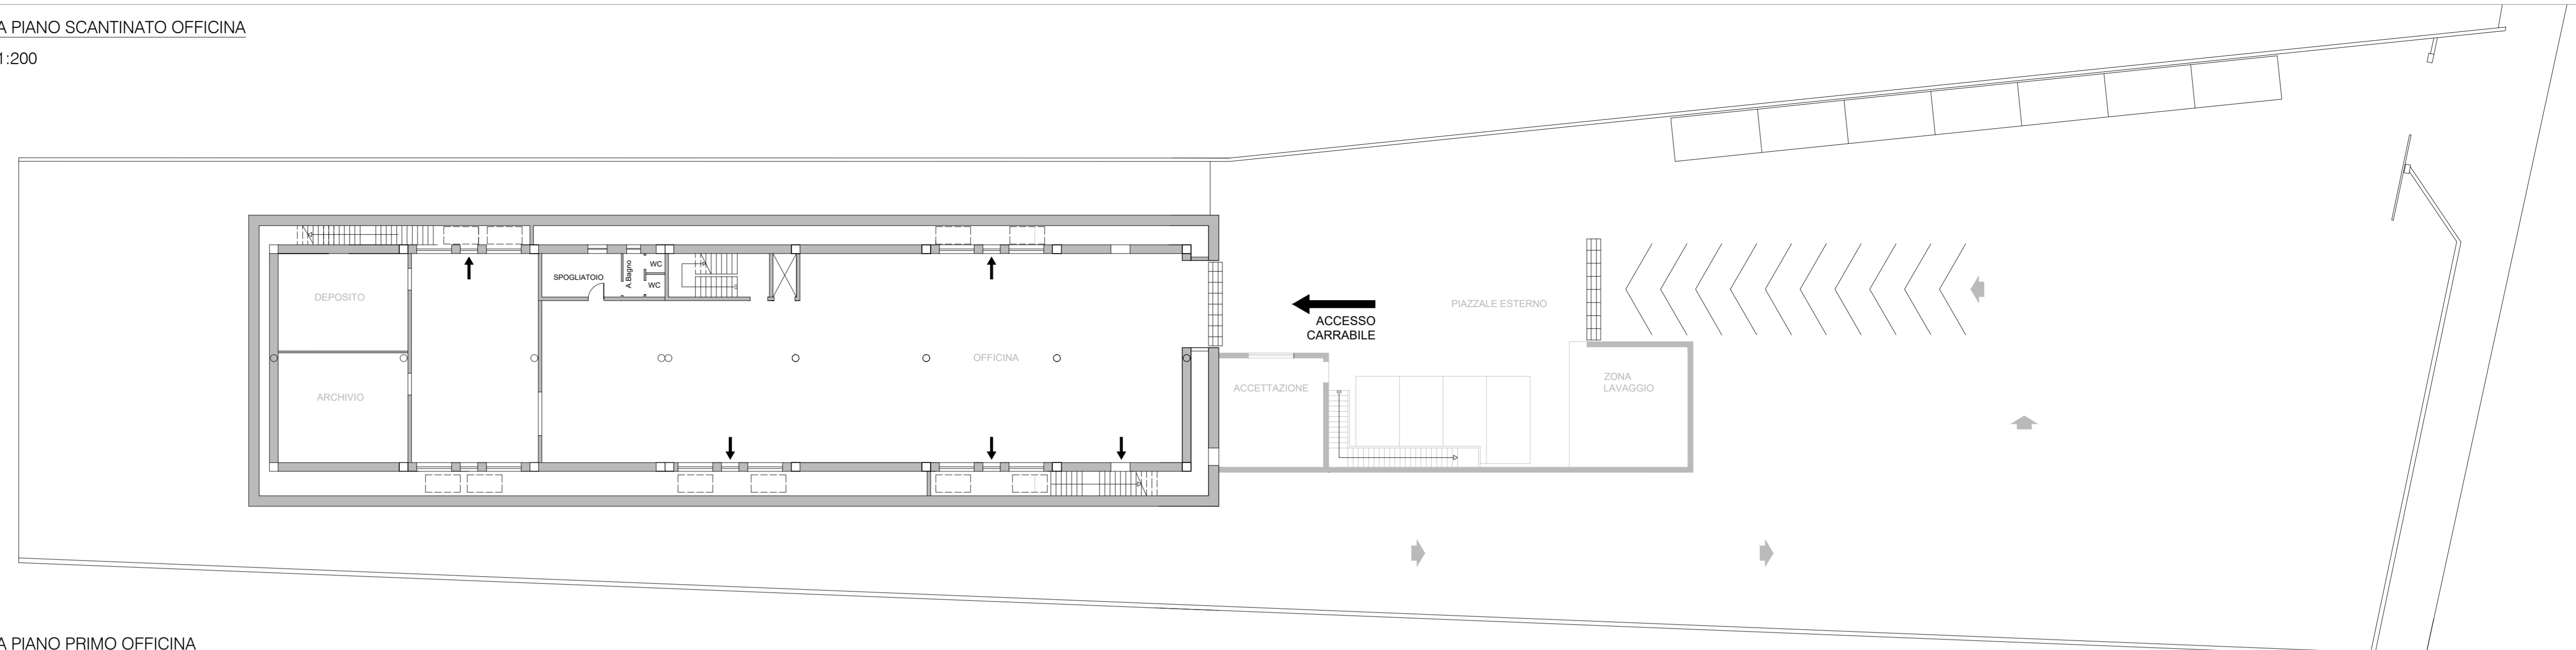 A PIANO SCANTINATO OFFICINA
1:200
SPOGLIATOIO
A.Bagno
WC
WC
DEPOSITO
ARCHIVIO
OFFICINA
ACCESSO
CARRABILE
PIAZZALE ESTERNO
ACCETTAZIONE
ZONA
LAVAGGIO
A PIANO PRIMO OFFICINA